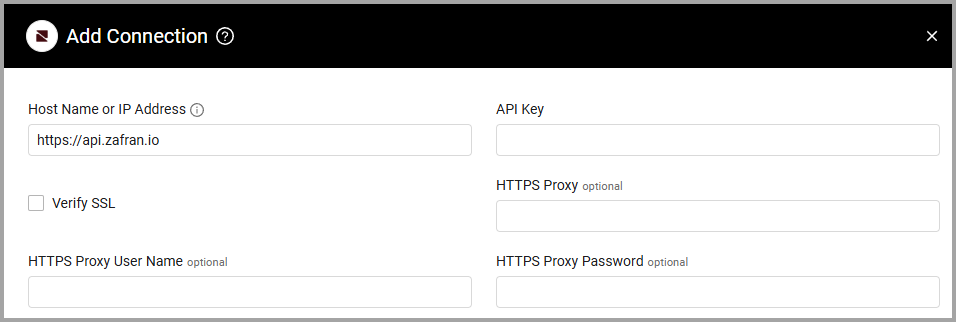 Add Connection
Host Name or IP Address
API Key
https://api.zafran.io
HTTPS Proxy optional
Verify SSL
HTTPS Proxy User Name optional
HTTPS Proxy Password optional